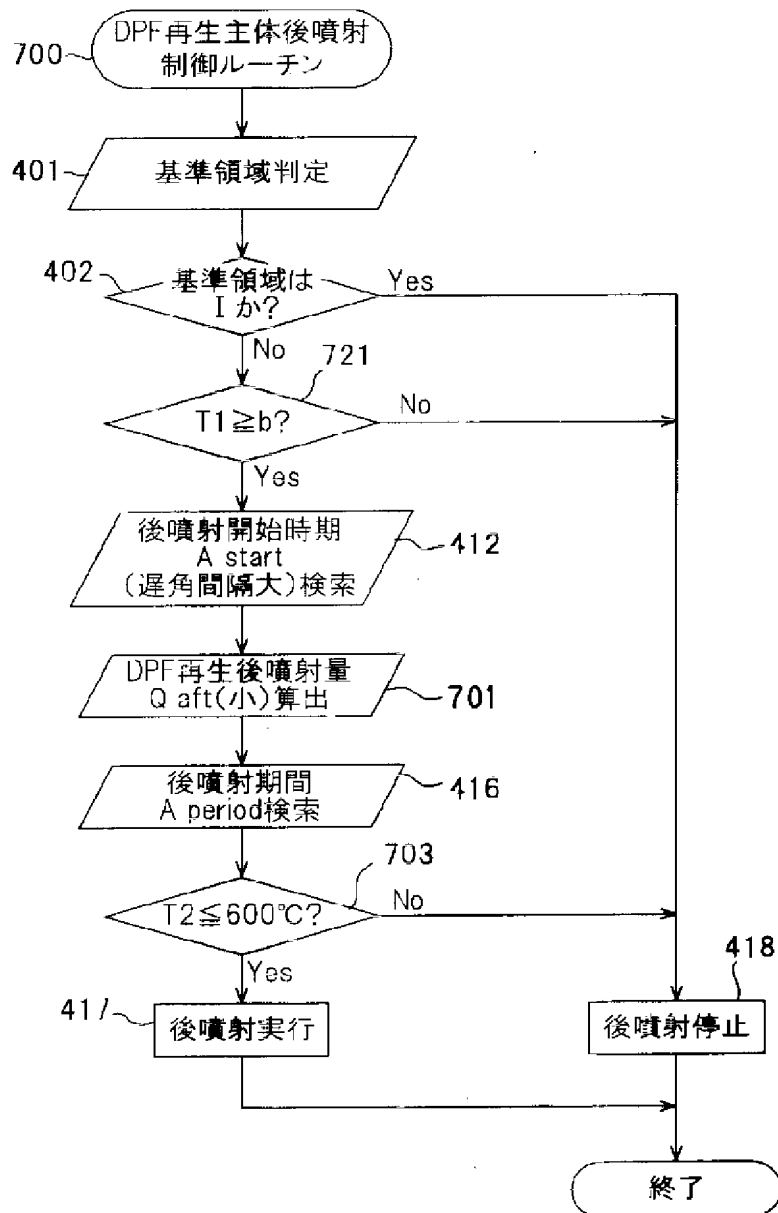 DPF再生主体後噴射
制御ルーチン
700
401
基準領域判定
402
基準領域は
Iか?
Yes
No
721
T1≧b?
No
Yes
後噴射開始時期
A start
(遅角間隔大)検索
412
DPF再生後噴射量
Q aft(小)算出
701
後噴射期間
A period検索
416
703
T2≦600℃?
No
Yes
417
後噴射実行
418
後噴射停止
終了